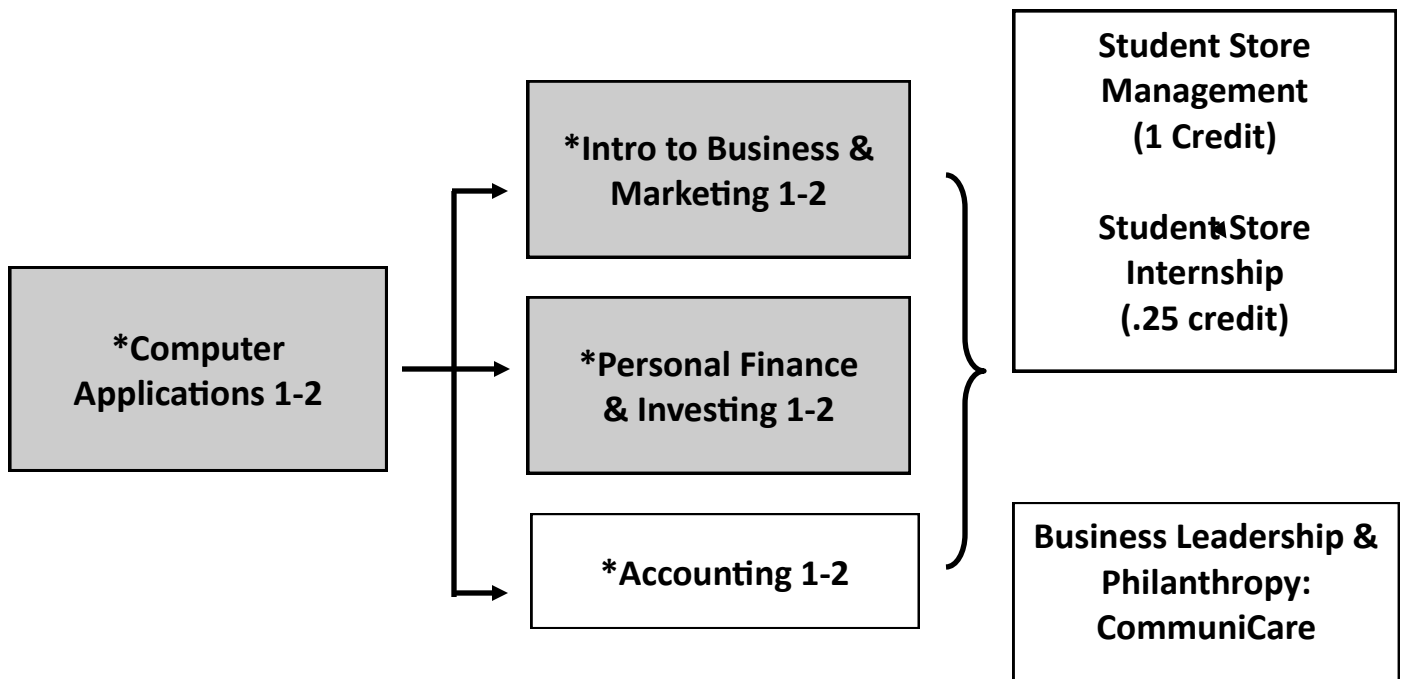 *Computer
Applications 1-2
*Intro to Business &
Marketing 1-2
*Personal Finance
& Investing 1-2
*Accounting 1-2
Student Store
Management
(1 Credit)
Student Store
Internship
(.25 credit)
Business Leadership &
Philanthropy:
CommuniCare